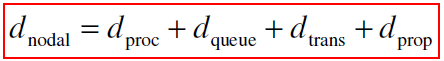 d_nodal = d_proc + d_queue + d_trans + d_prop